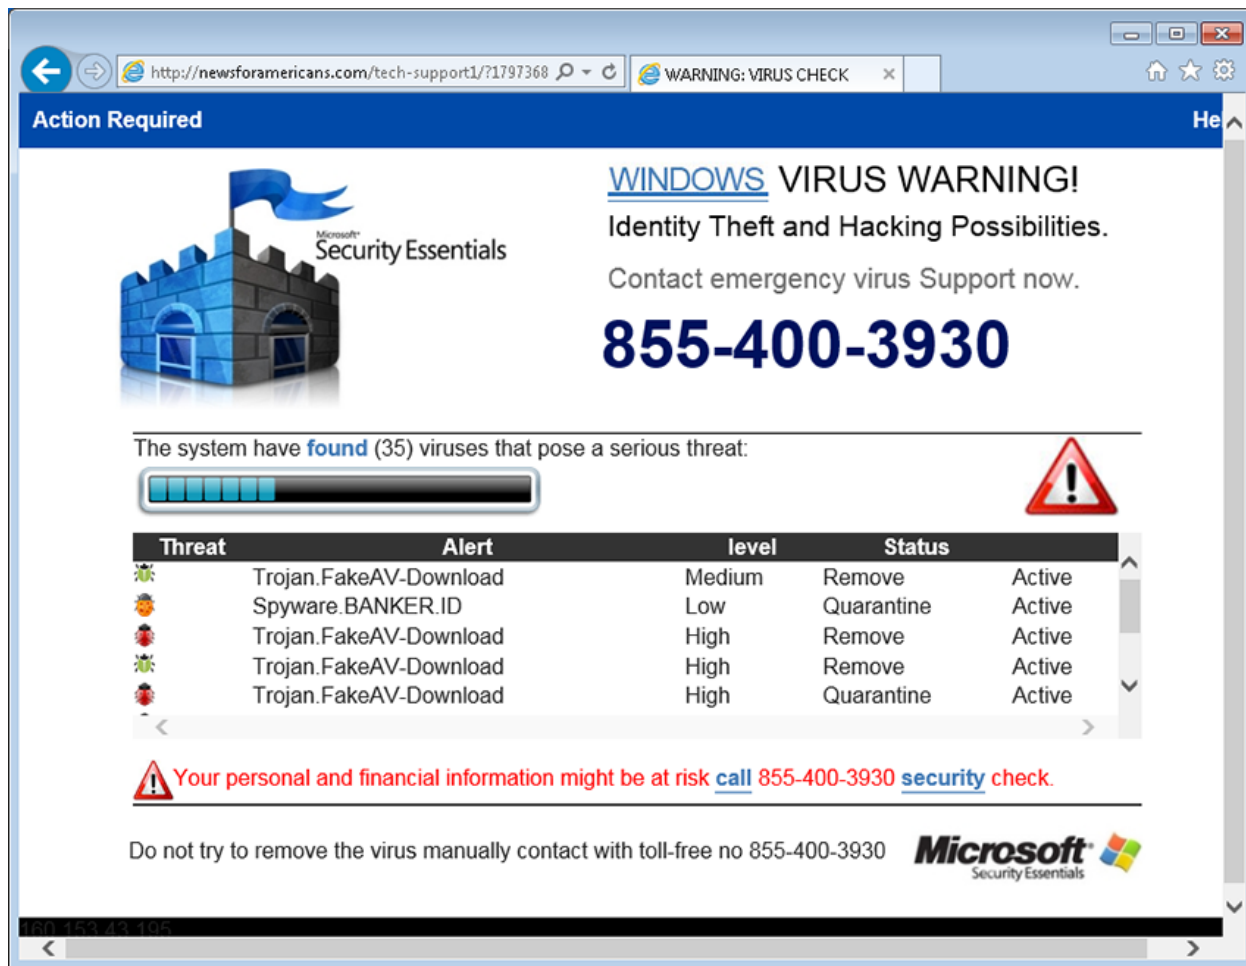 http://newsforamericans.com/tech-support1/?1797368
WARNING: VIRUS CHECK
Action Required
Hel
WINDOWS VIRUS WARNING!
Identity Theft and Hacking Possibilities.
Microsoft
Security Essentials
Contact emergency virus Support now.
855-400-3930
The system have found (35) viruses that pose a serious threat:
Threat Alert level Status
Trojan.FakeAV-Download Medium Remove Active
Spyware.BANKER.ID Low Quarantine Active
Trojan.FakeAV-Download High Remove Active
Trojan.FakeAV-Download High Remove Active
Trojan.FakeAV-Download High Quarantine Active
Your personal and financial information might be at risk call 855-400-3930 security check.
Do not try to remove the virus manually contact with toll-free no 855-400-3930
Microsoft
Security Essentials
160.153.43.195